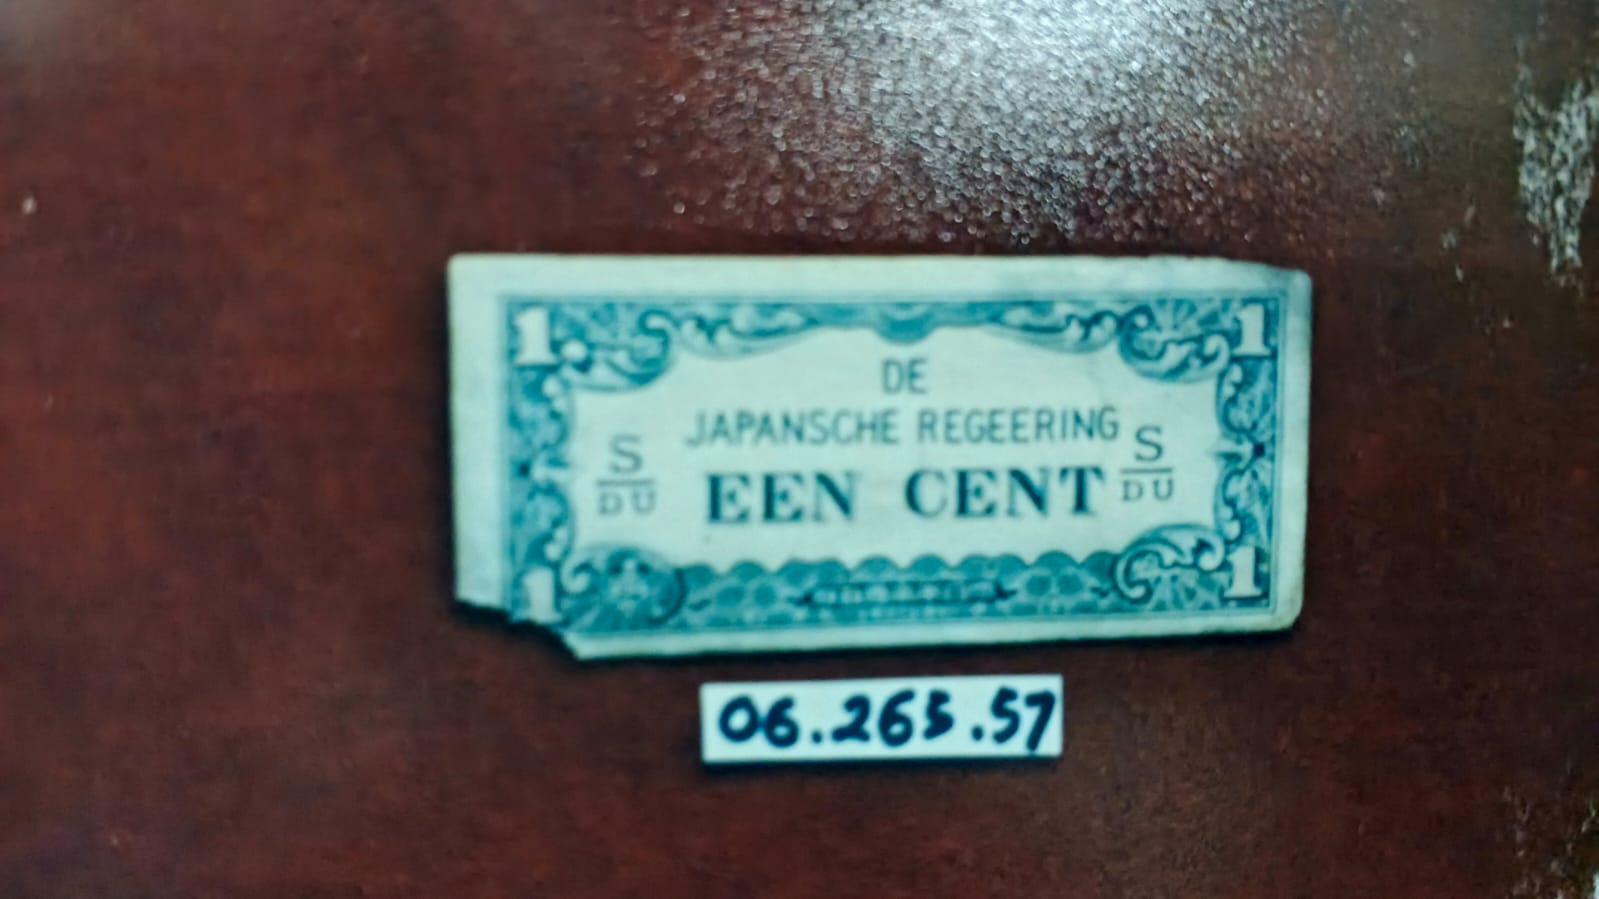 1 1
DE
JAPANSCHE REGEERING
S S
DU DU
EEN CENT
1 1
06.265.57